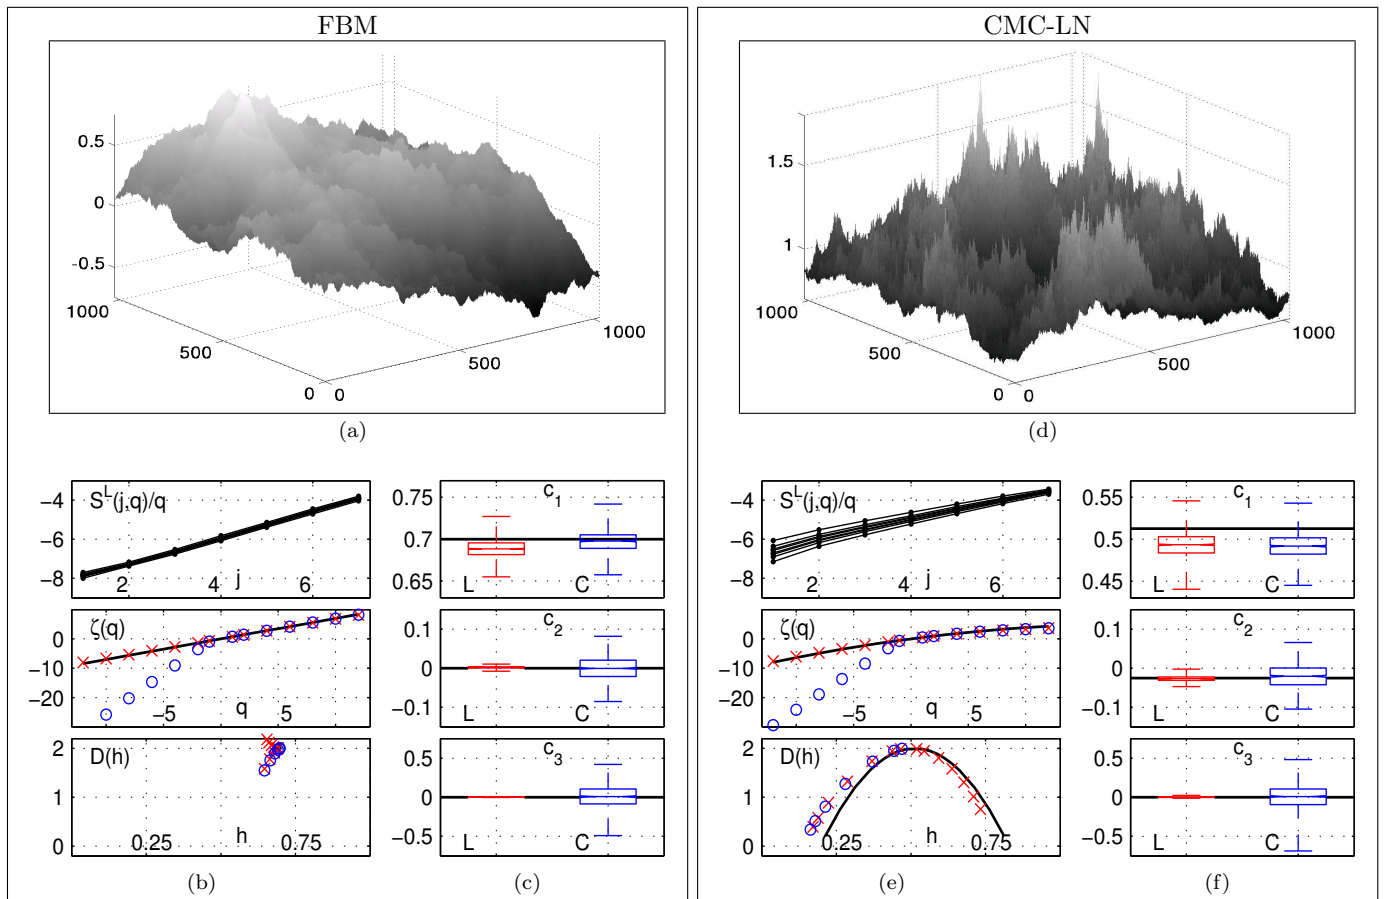 FBM
0.5
0
-0.5
1000
500
0
0
500
1000
(a)
S^L(j,q)/q
−4
−6
−8
2
4
j
6
ζ(q)
0
−10
−20
−5
q
5
D(h)
2
1
0
0.25
h
0.75
(b)
c_1
0.75
0.7
0.65
L
C
c_2
0.1
0
−0.1
L
C
c_3
0.5
0
−0.5
L
C
(c)
CMC-LN
1.5
1
1000
500
0
0
500
1000
(d)
S^L(j,q)/q
−4
−6
−8
2
4
j
6
ζ(q)
0
−10
−20
−5
q
5
D(h)
2
1
0
0.25
h
0.75
(e)
c_1
0.55
0.5
0.45
L
C
c_2
0.1
0
−0.1
L
C
c_3
0.5
0
−0.5
L
C
(f)